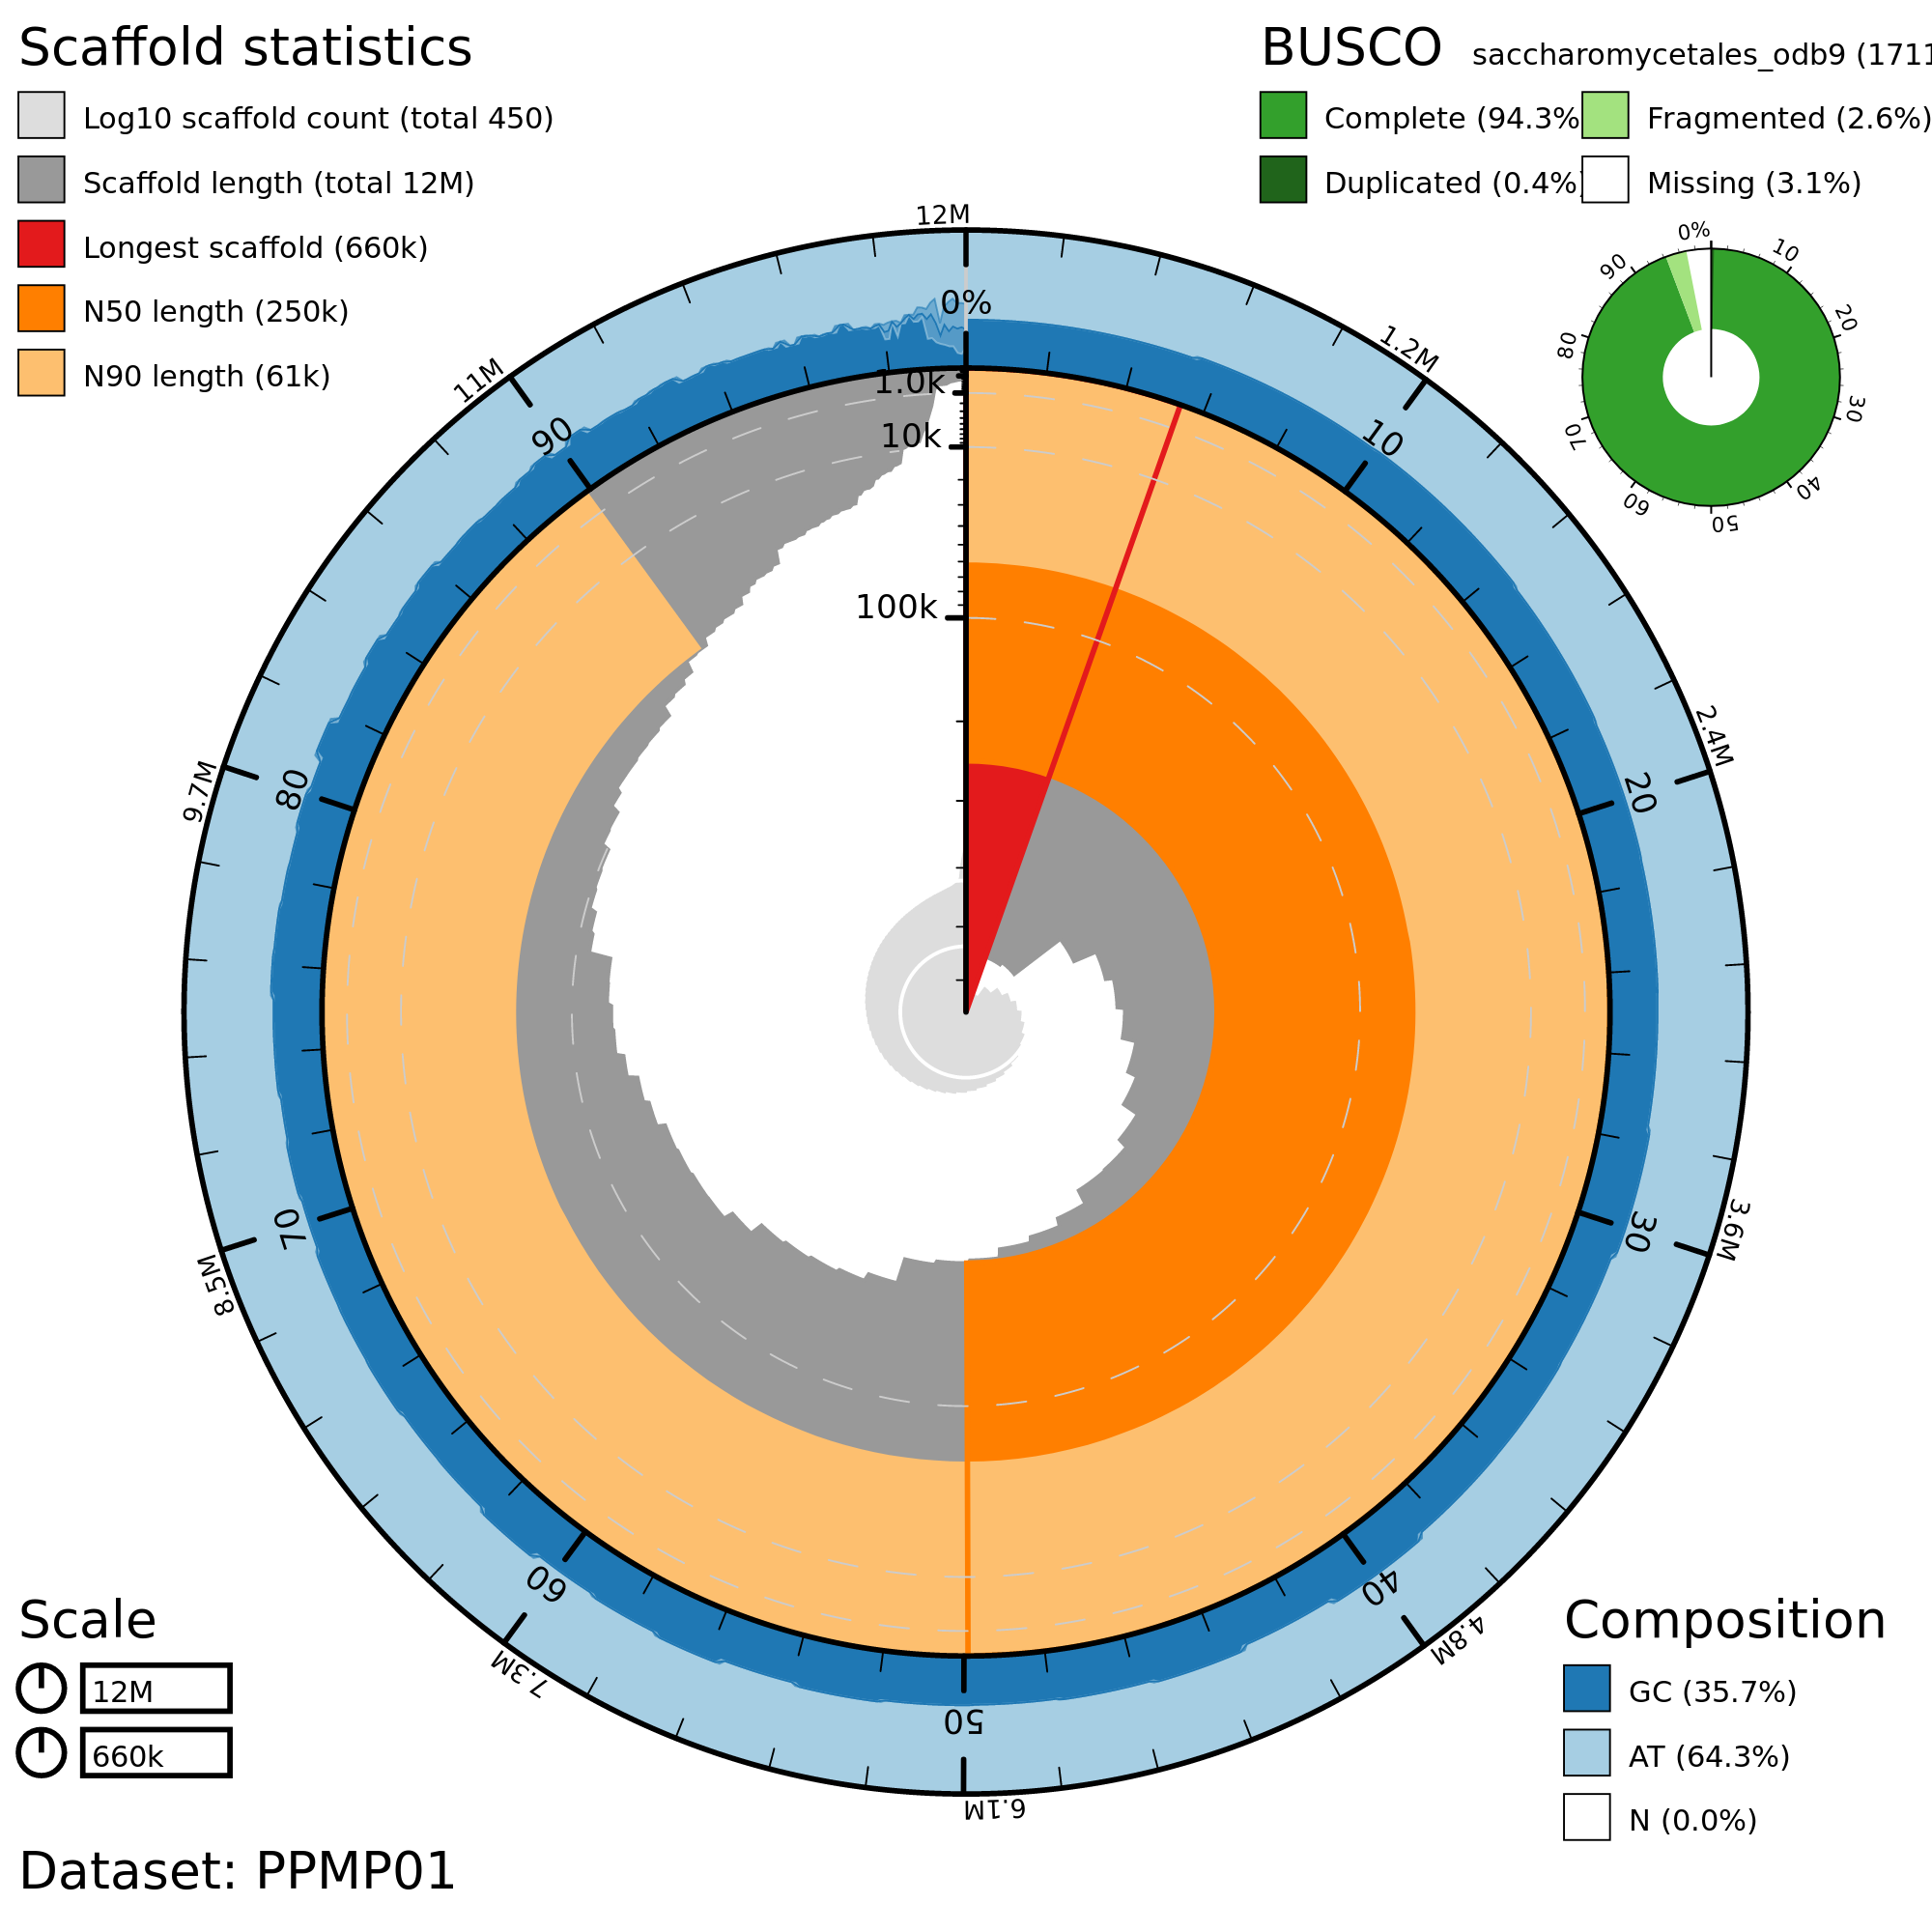 Scaffold statistics
Log10 scaffold count (total 450)
Scaffold length (total 12M)
Longest scaffold (660k)
N50 length (250k)
N90 length (61k)
BUSCO saccharomycetales_odb9 (1711
Complete (94.3%
Fragmented (2.6%)
Duplicated (0.4%)
Missing (3.1%)
0%
10
20
30
40
50
60
70
80
90
12M
1.2M
2.4M
3.6M
4.8M
6.1M
7.3M
8.5M
9.7M
11M
0%
10
20
30
40
50
60
70
80
90
1.0k
10k
100k
Scale
12M
660k
Composition
GC (35.7%)
AT (64.3%)
N (0.0%)
Dataset: PPMP01